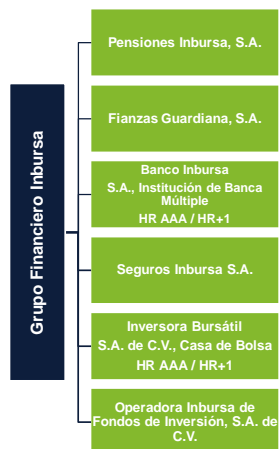 Grupo Financiero Inbursa
Pensiones Inbursa, S.A.
Fianzas Guardiana, S.A.
Banco Inbursa
S.A., Institución de Banca
Múltiple
HR AAA / HR+1
Seguros Inbursa S.A.
Inversora Bursátil
S.A. de C.V., Casa de Bolsa
HR AAA / HR+1
Operadora Inbursa de
Fondos de Inversión, S.A. de
C.V.